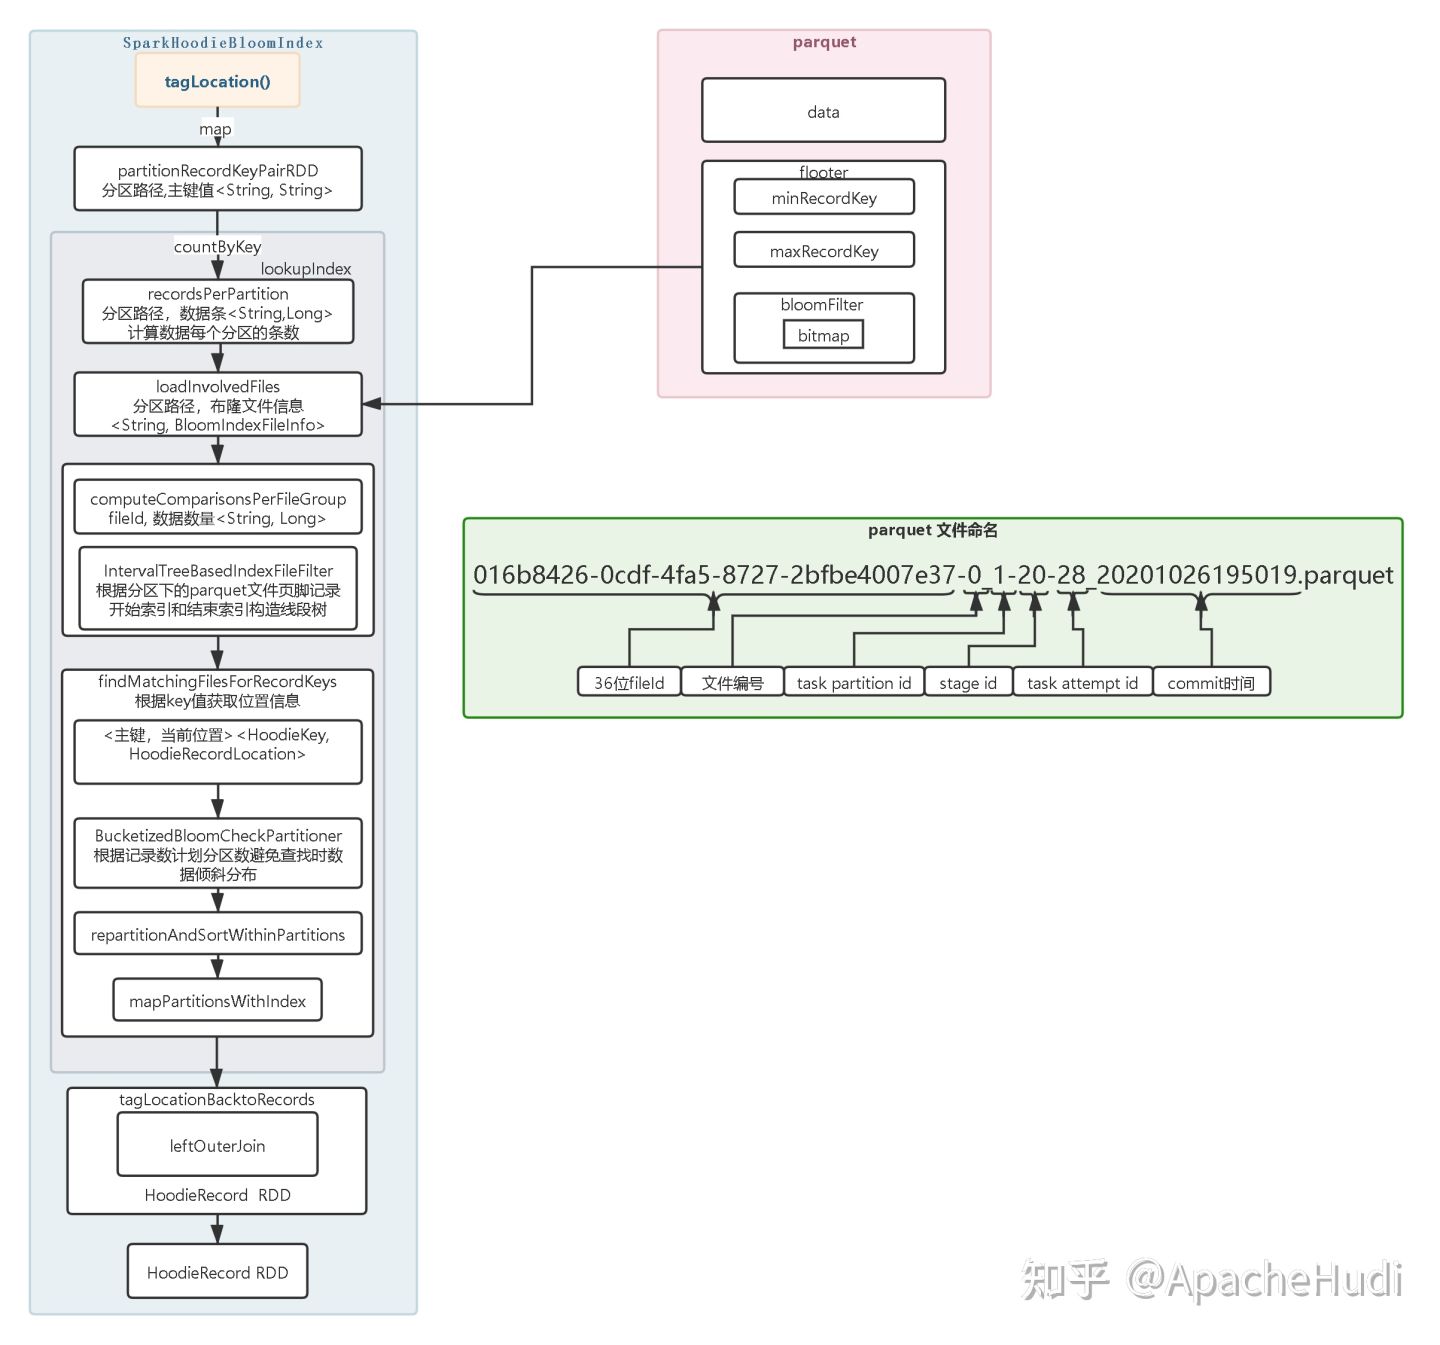 SparkHoodieBloomIndex
tagLocation()
map
partitionRecordKeyPairRDD
分区路径,主键值<String, String>
countByKey
lookupIndex
recordsPerPartition
分区路径，数据条<String,Long>
计算数据每个分区的条数
loadInvolvedFiles
分区路径，布隆文件信息
<String, BloomIndexFileInfo>
computeComparisonsPerFileGroup
fileId, 数据数量<String, Long>
IntervalTreeBasedIndexFileFilter
根据分区下的parquet文件页脚记录
开始索引和结束索引构造线段树
findMatchingFilesForRecordKeys
根据key值获取位置信息
<主键，当前位置> <HoodieKey,
HoodieRecordLocation>
BucketizedBloomCheckPartitioner
根据记录数计划分区数避免查找时数
据倾斜分布
repartitionAndSortWithinPartitions
mapPartitionsWithIndex
tagLocationBacktoRecords
leftOuterJoin
HoodieRecord RDD
HoodieRecord RDD
parquet
data
flooter
minRecordKey
maxRecordKey
bloomFilter
bitmap
parquet 文件命名
016b8426-0cdf-4fa5-8727-2bfbe4007e37-0_1-20-28_20201026195019.parquet
36位fileId
文件编号
task partition id
stage id
task attempt id
commit时间
知乎 @ApacheHudi